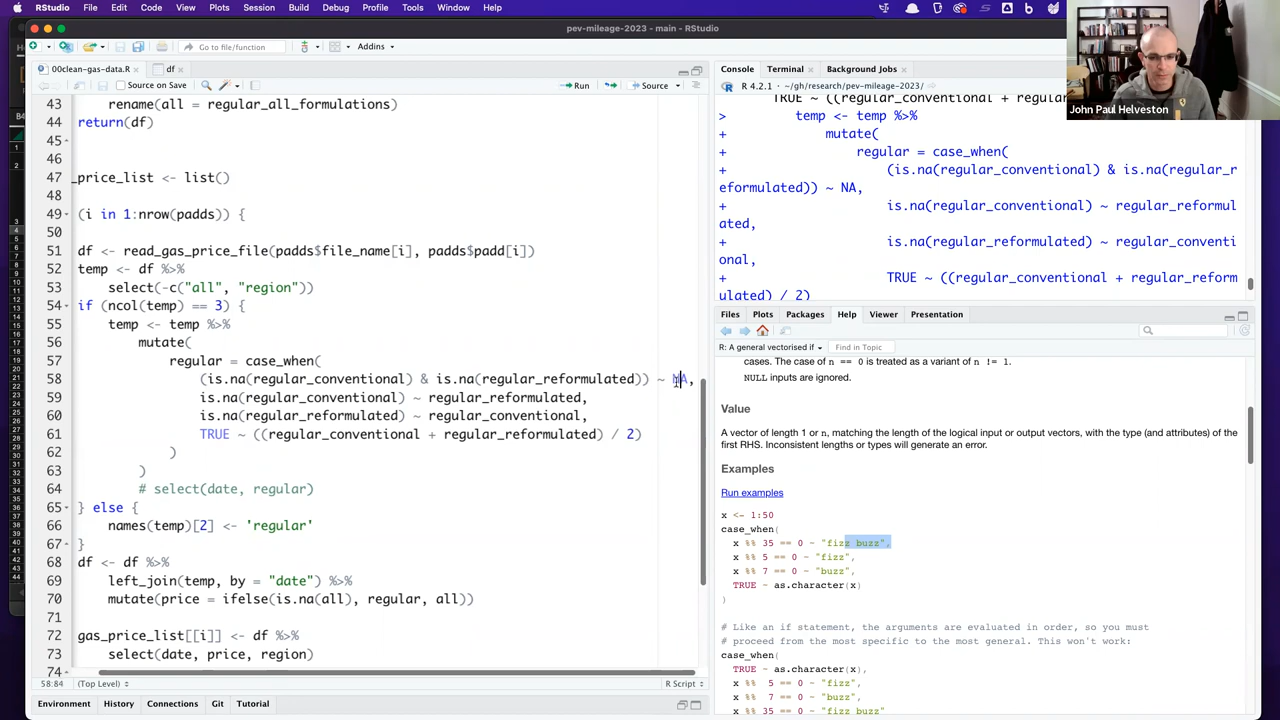 RStudio File Edit Code View Plots Session Build Debug Profile Tools Window Help
pev-mileage-2023 - main - RStudio
Go to file/function
Addins
00clean-gas-data.R
df
Source on Save
Run
Source
43 rename(all = regular_all_formulations)
44 return(df)
45
46
47 _price_list <- list()
48
49 (i in 1:nrow(padds)) {
50
51 df <- read_gas_price_file(padds$file_name[i], padds$padd[i])
52 temp <- df %>%
53 select(-c("all", "region"))
54 if (ncol(temp) == 3) {
55 temp <- temp %>%
56 mutate(
57 regular = case_when(
58 (is.na(regular_conventional) & is.na(regular_reformulated)) ~ NA,
59 is.na(regular_conventional) ~ regular_reformulated,
60 is.na(regular_reformulated) ~ regular_conventional,
61 TRUE ~ ((regular_conventional + regular_reformulated) / 2)
62 )
63 )
64 # select(date, regular)
65 } else {
66 names(temp)[2] <- 'regular'
67 }
68 df <- df %>%
69 left_join(temp, by = "date") %>%
70 mutate(price = ifelse(is.na(all), regular, all))
71
72 gas_price_list[[i]] <- df %>%
73 select(date, price, region)
74
58:84 (Top Level) R Script
Environment History Connections Git Tutorial
Console Terminal Background Jobs
R 4.2.1 · ~/gh/research/pev-mileage-2023/
TRUE ~ ((regular_conventional + reg
> temp <- temp %>%
+ mutate(
+ regular = case_when(
+ (is.na(regular_conventional) & is.na(regular_r
eformulated)) ~ NA,
+ is.na(regular_conventional) ~ regular_reformul
ated,
+ is.na(regular_reformulated) ~ regular_conventi
onal,
+ TRUE ~ ((regular_conventional + regular_reform
ulated) / 2)
Files Plots Packages Help Viewer Presentation
R: A general vectorised if
Find in Topic
cases. The case of n == 0 is treated as a variant of n != 1.
NULL inputs are ignored.
Value
A vector of length 1 or n, matching the length of the logical input or output vectors, with the type (and attributes) of the
first RHS. Inconsistent lengths or types will generate an error.
Examples
Run examples
x <- 1:50
case_when(
x %% 35 == 0 ~ "fizz buzz",
x %% 5 == 0 ~ "fizz",
x %% 7 == 0 ~ "buzz",
TRUE ~ as.character(x)
)
# Like an if statement, the arguments are evaluated in order, so you must
# proceed from the most specific to the most general. This won't work:
case_when(
TRUE ~ as.character(x),
x %% 5 == 0 ~ "fizz",
x %% 7 == 0 ~ "buzz",
x %% 35 == 0 ~ "fizz buzz"
John Paul Helveston